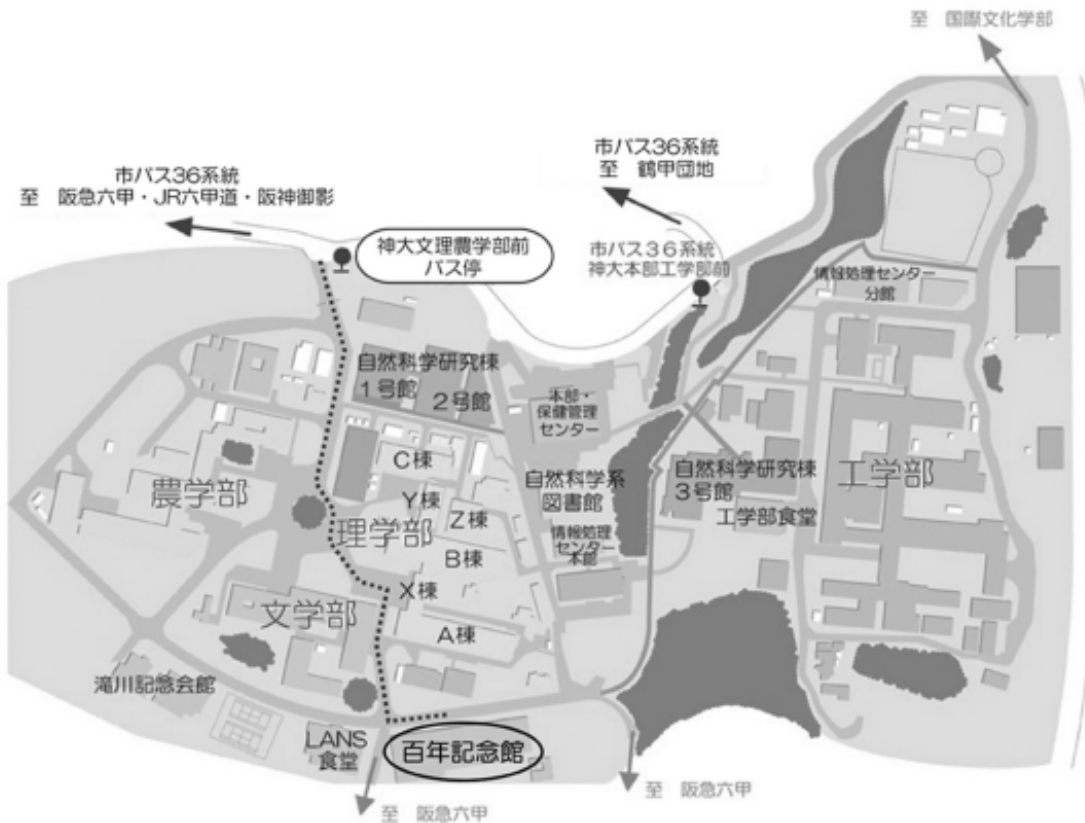 至 国際文化学部
市バス36系統
至 鶴甲団地
市バス36系統
至 阪急六甲・JR六甲道・阪神御影
神大文理農学部前
バス停
市バス３６系統
神大本部工学部前
情報処理センター
分館
自然科学研究棟
１号館
２号館
本部・
保健管理
センター
C棟
自然科学系
図書館
自然科学研究棟
３号館
工学部食堂
工学部
農学部
Y棟
Z棟
理学部
B棟
情報処理
センター
本館
X棟
文学部
A棟
滝川記念会館
LANS
食堂
百年記念館
至 阪急六甲
至 阪急六甲